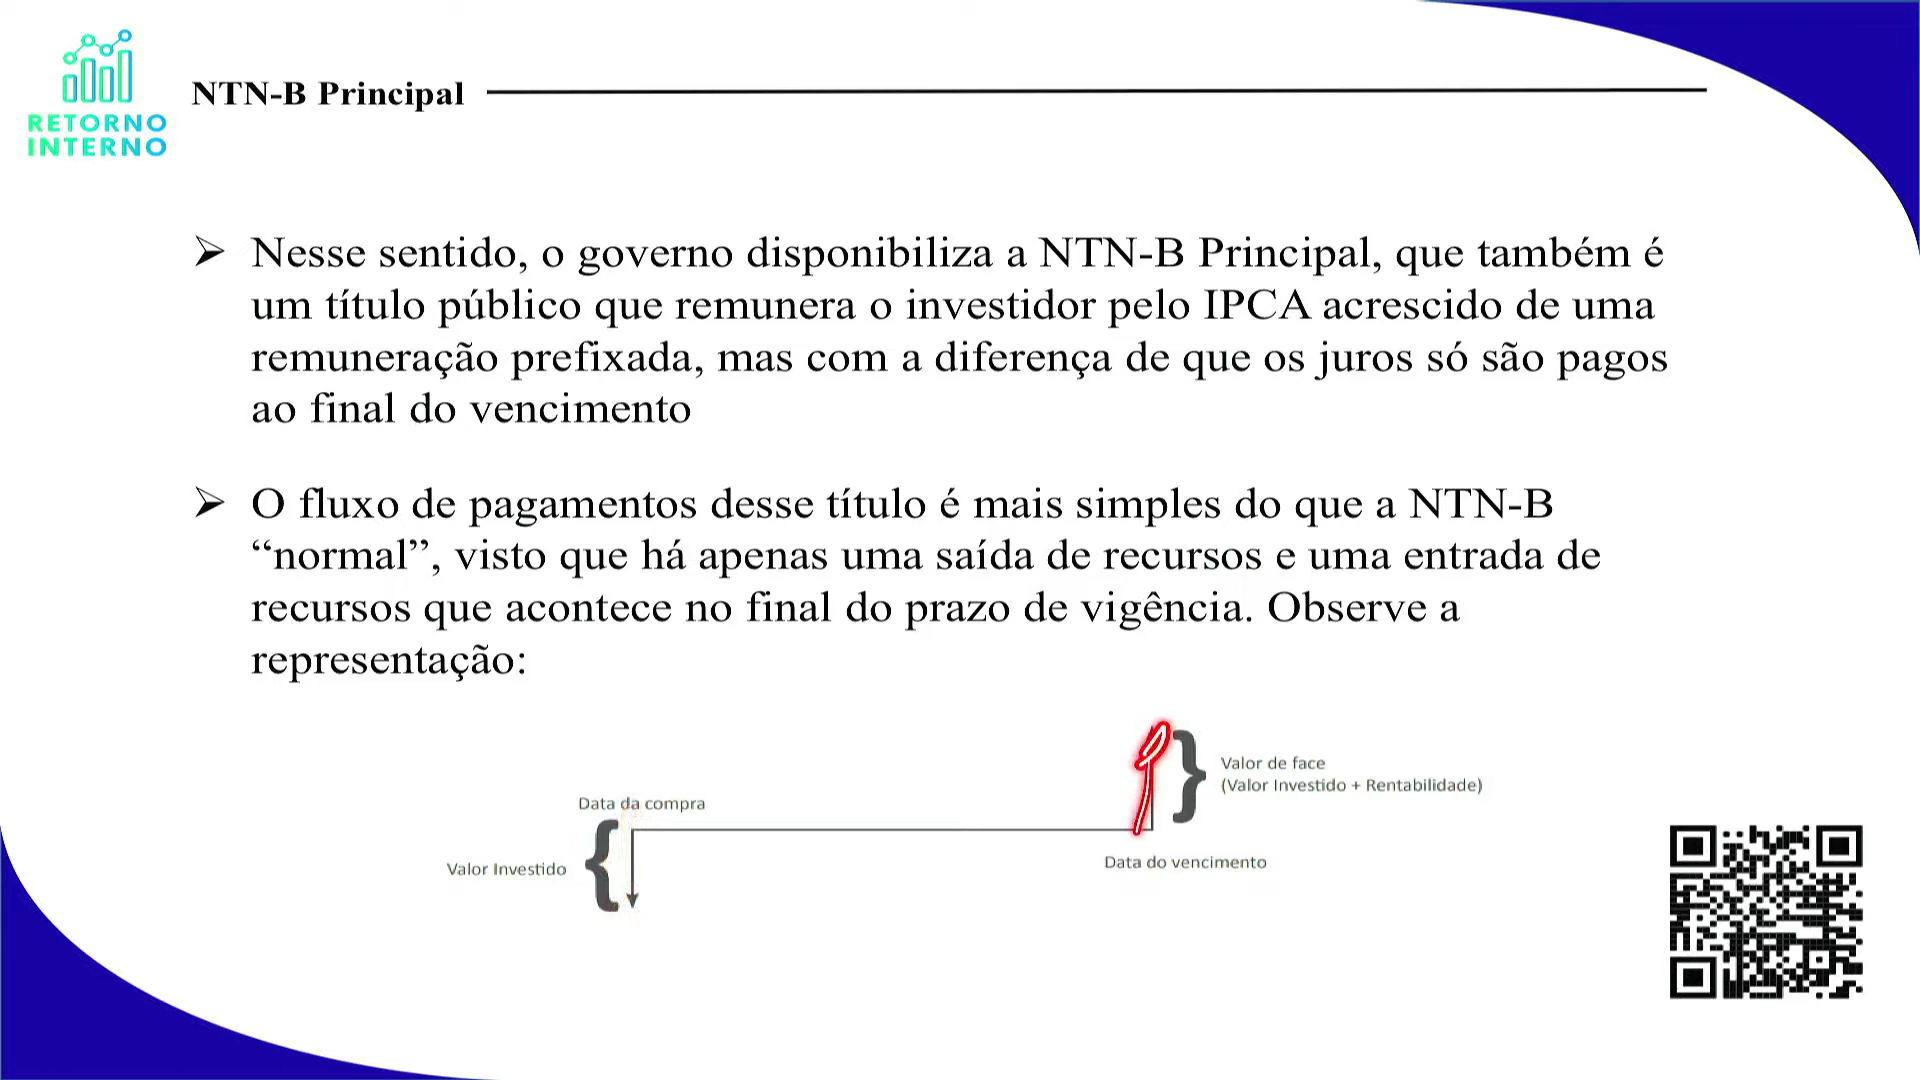 RETORNO
INTERNO
NTN-B Principal
Nesse sentido, o governo disponibiliza a NTN-B Principal, que também é
um título público que remunera o investidor pelo IPCA acrescido de uma
remuneração prefixada, mas com a diferença de que os juros só são pagos
ao final do vencimento
O fluxo de pagamentos desse título é mais simples do que a NTN-B
“normal”, visto que há apenas uma saída de recursos e uma entrada de
recursos que acontece no final do prazo de vigência. Observe a
representação:
Valor de face
(Valor Investido + Rentabilidade)
Data da compra
Data do vencimento
Valor Investido